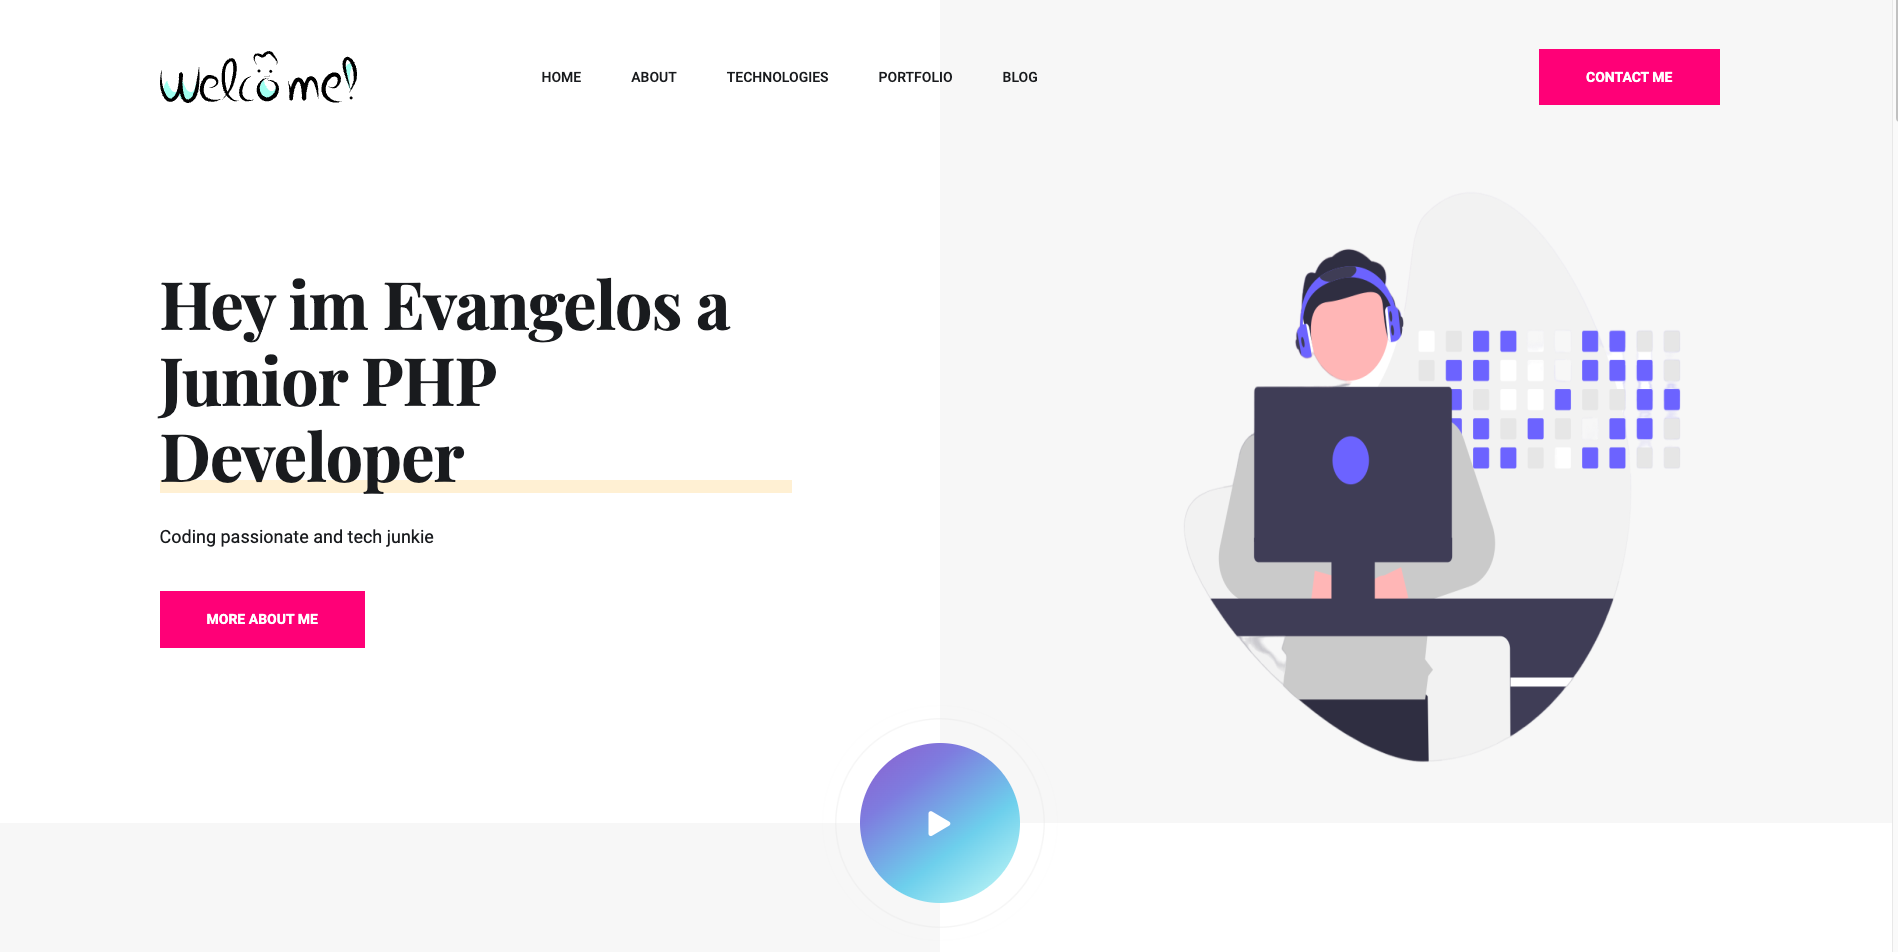 welcome!
HOME ABOUT TECHNOLOGIES PORTFOLIO BLOG
CONTACT ME
Hey im Evangelos a
Junior PHP
Developer
Coding passionate and tech junkie
MORE ABOUT ME